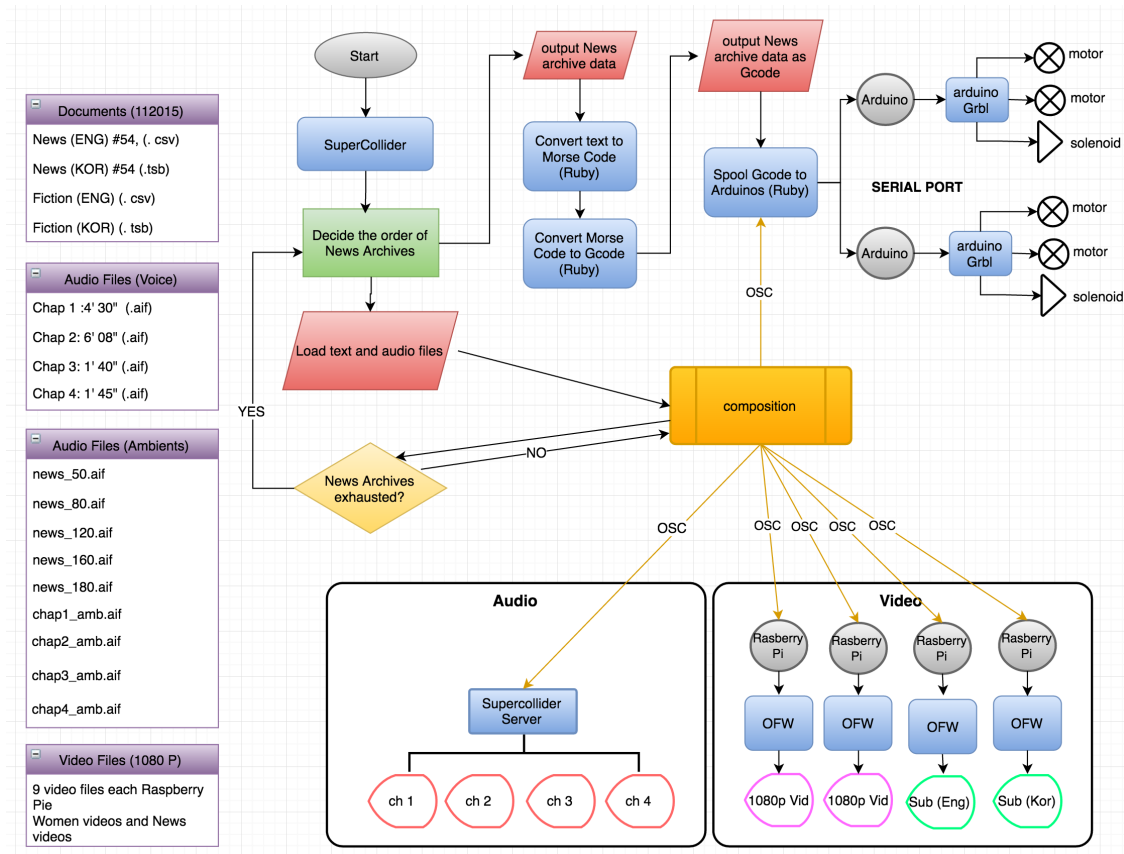 Documents (112015)
News (ENG) #54, (. csv)
News (KOR) #54 (.tsb)
Fiction (ENG) (. csv)
Fiction (KOR) (. tsb)
Audio Files (Voice)
Chap 1 :4' 30" (.aif)
Chap 2: 6' 08" (.aif)
Chap 3: 1' 40" (.aif)
Chap 4: 1' 45" (.aif)
Audio Files (Ambients)
news_50.aif
news_80.aif
news_120.aif
news_160.aif
news_180.aif
chap1_amb.aif
chap2_amb.aif
chap3_amb.aif
chap4_amb.aif
Video Files (1080 P)
9 video files each Raspberry
Pie
Women videos and News
videos
Start
SuperCollider
Decide the order of
News Archives
Load text and audio files
YES
News Archives
exhausted?
NO
output News
archive data
Convert text to
Morse Code
(Ruby)
Convert Morse
Code to Gcode
(Ruby)
output News
archive data as
Gcode
Spool Gcode to
Arduinos (Ruby)
SERIAL PORT
Arduino
arduino
Grbl
motor
motor
solenoid
Arduino
arduino
Grbl
motor
motor
solenoid
OSC
composition
OSC
OSC
OSC
OSC
OSC
Audio
Supercollider
Server
ch 1
ch 2
ch 3
ch 4
Video
Rasberry
Pi
Rasberry
Pi
Rasberry
Pi
Rasberry
Pi
OFW
OFW
OFW
OFW
1080p Vid
1080p Vid
Sub (Eng)
Sub (Kor)